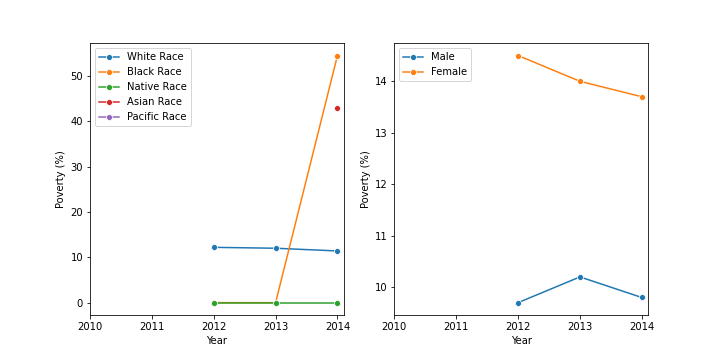 White Race
Black Race
Native Race
Asian Race
Pacific Race
Poverty (%)
50
40
30
20
10
0
2010 2011 2012 2013 2014
Year
Male
Female
Poverty (%)
14
13
12
11
10
2010 2011 2012 2013 2014
Year